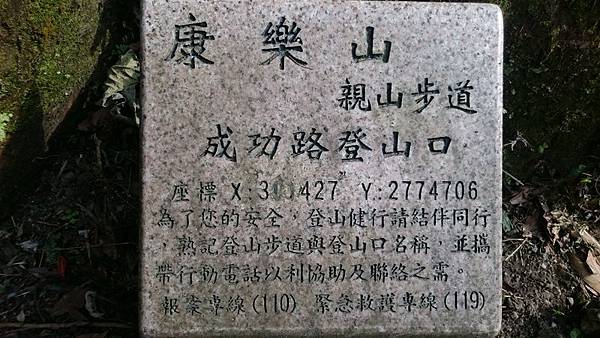 康樂山
親山步道
成功路登山口
座標 X:3 427 Y:2774706
為了您的安全，登山健行請結伴同行
，熟記登山步道與登山口名稱，並攜
帶行動電話以利協助及聯絡之需。
報案專線(110) 緊急救護專線(119)